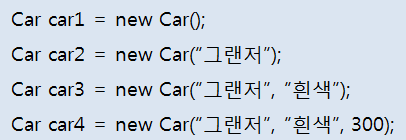 Car car1 = new Car();
Car car2 = new Car("그랜저");
Car car3 = new Car("그랜저", "흰색");
Car car4 = new Car("그랜저", "흰색", 300);